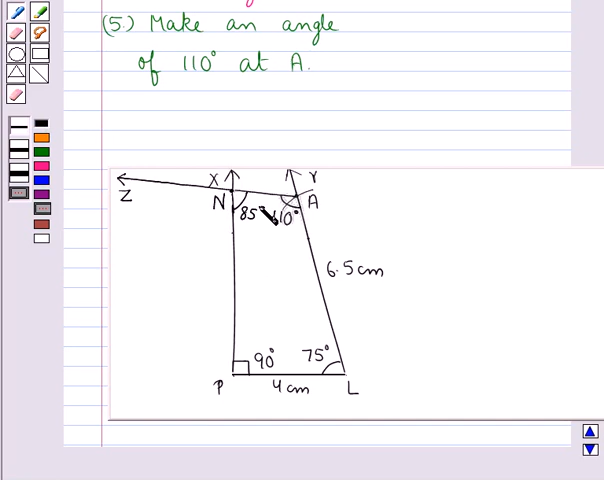 (5.) Make an angle
of 110° at A.
X Y
Z N A
85° 110°
6.5 cm
90° 75°
P 4 cm L